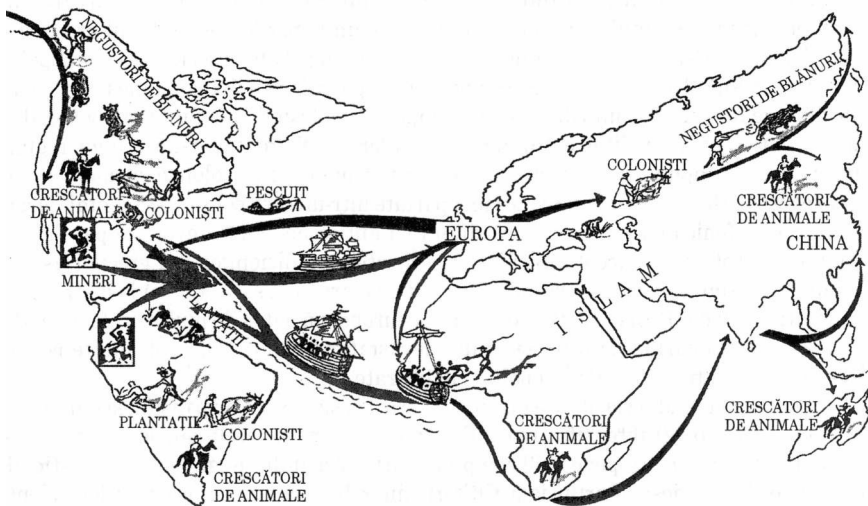 NEGUSTORI DE BLĂNURI
CRESCĂTORI
DE ANIMALE
COLONIȘTI
PESCUIT
MINERI
PLANTAȚII
PLANTAȚII
COLONIȘTI
CRESCĂTORI
DE ANIMALE
EUROPA
ISLAM
COLONIȘTI
NEGUSTORI DE BLĂNURI
CRESCĂTORI
DE ANIMALE
CHINA
CRESCĂTORI
DE ANIMALE
CRESCĂTORI
DE ANIMALE